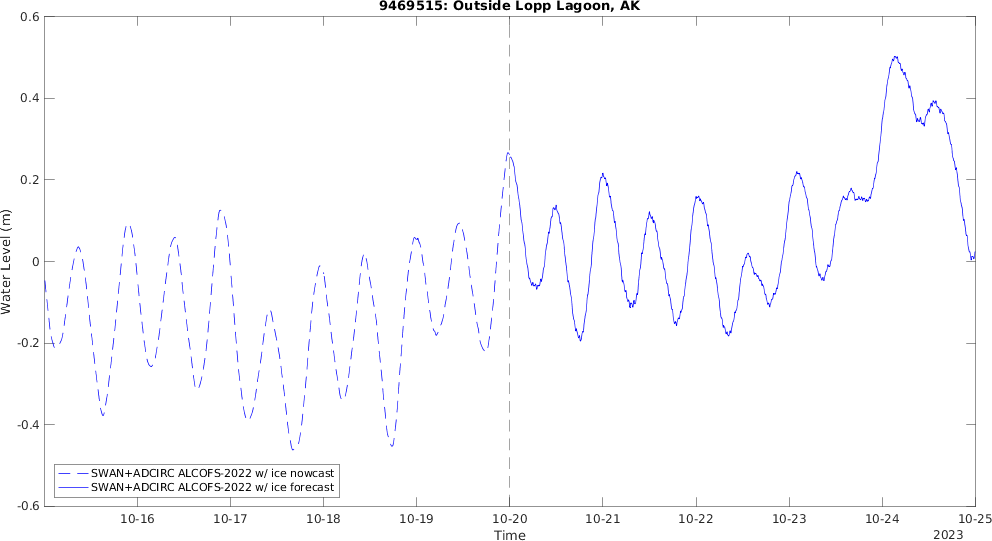 9469515: Outside Lopp Lagoon, AK
0.6
0.4
0.2
0
-0.2
-0.4
-0.6
Water Level (m)
SWAN+ADCIRC ALCOFS-2022 w/ ice nowcast
SWAN+ADCIRC ALCOFS-2022 w/ ice forecast
10-16 10-17 10-18 10-19 10-20 10-21 10-22 10-23 10-24 10-25
Time
2023